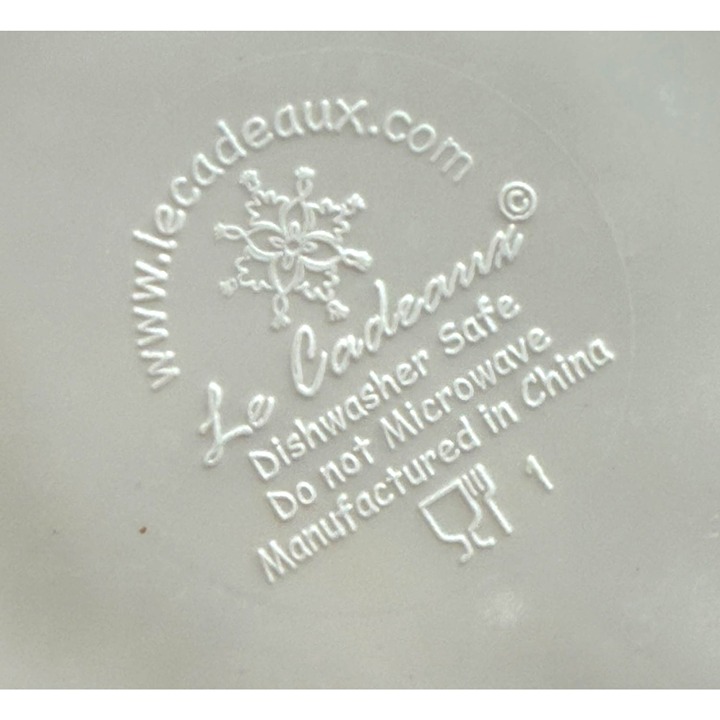 www.lecadeaux.com
©
Le Cadeaux
Dishwasher Safe
Do not Microwave
Manufactured in China
1